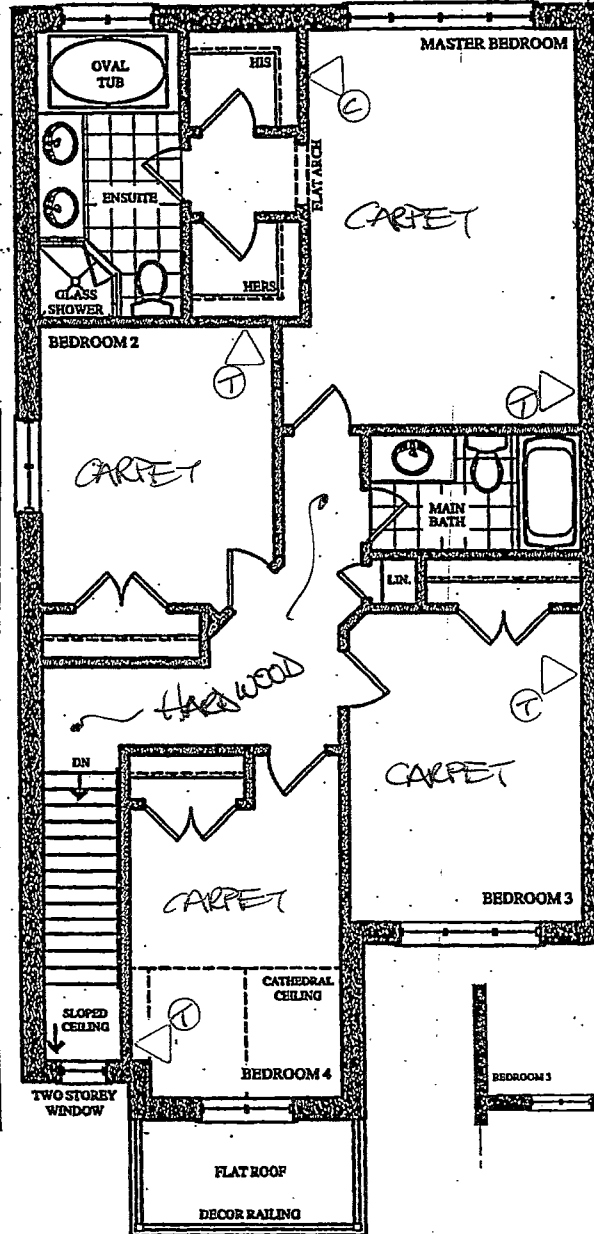 MASTER BEDROOM
OVAL
TUB
HIS
C
FLAT ARCH
ENSUITE
CARPET
HERS
GLASS
SHOWER
BEDROOM 2
T
T
CARPET
MAIN
BATH
LIN.
HARDWOOD
T
DN
CARPET
CARPET
BEDROOM 3
CATHEDRAL
CEILING
T
SLOPED
CEILING
BEDROOM 4
BEDROOM 3
TWO STOREY
WINDOW
FLAT ROOF
DECOR RAILING